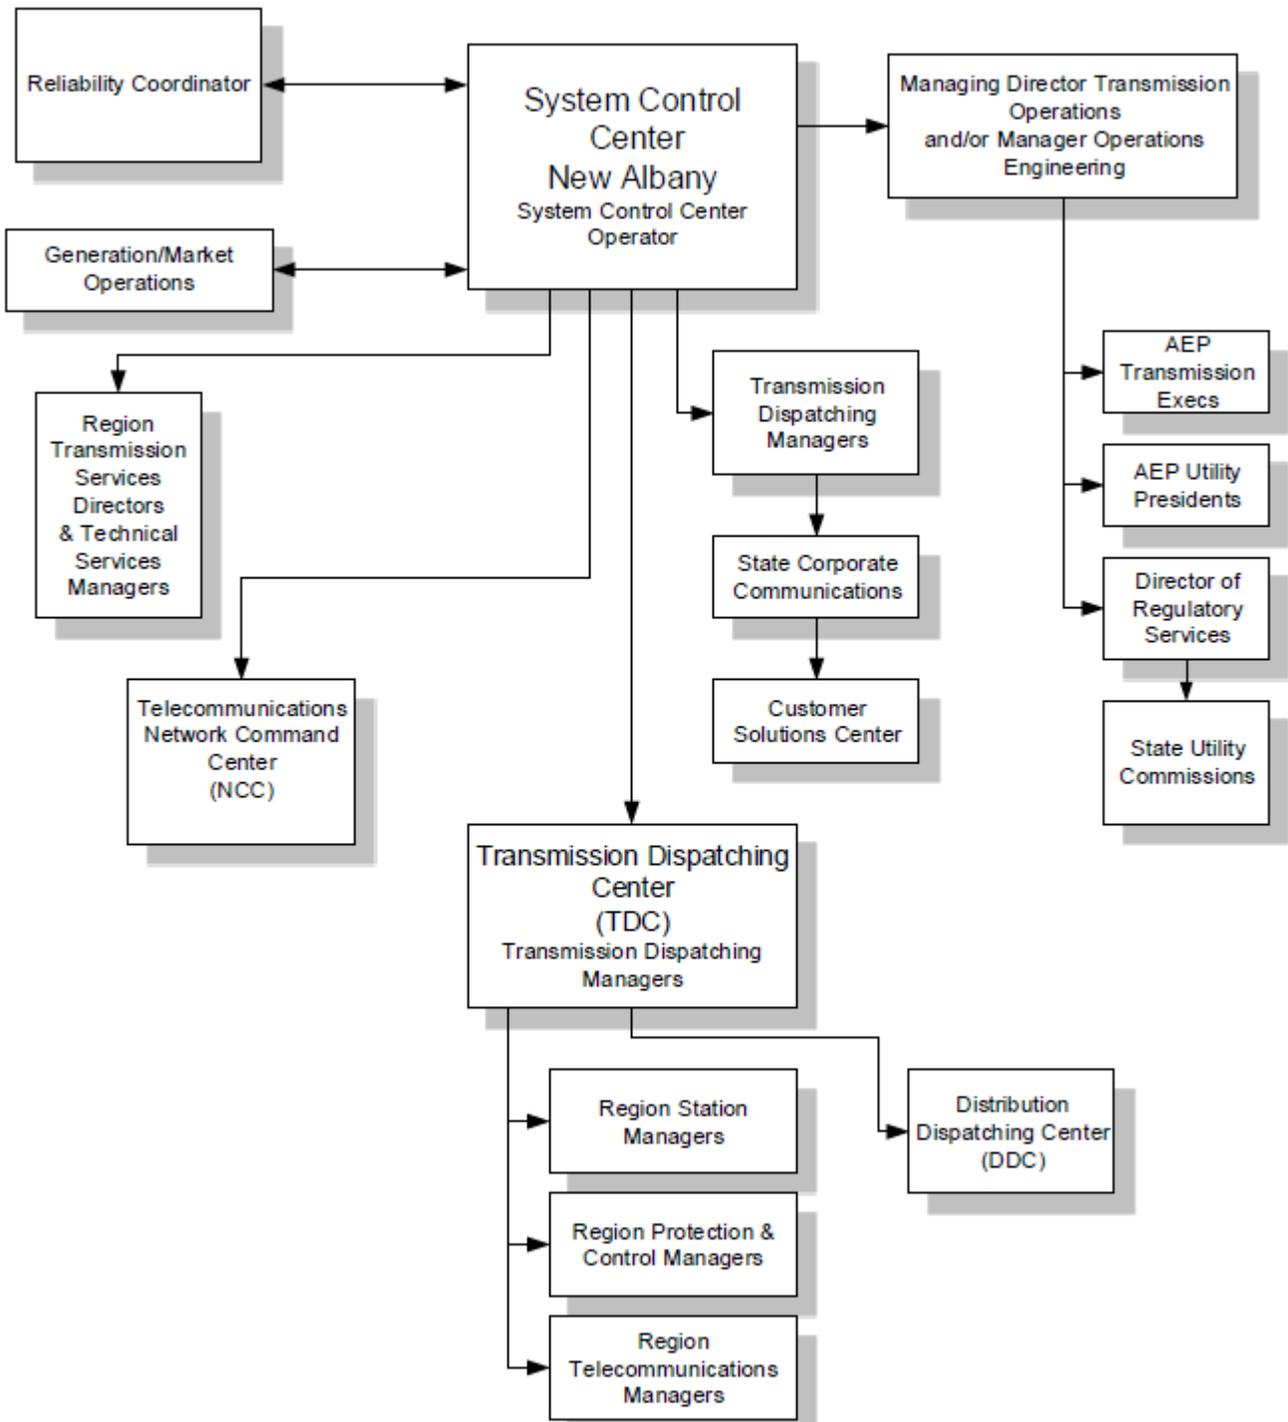 Reliability Coordinator
System Control
Center
New Albany
System Control Center
Operator
Managing Director Transmission
Operations
and/or Manager Operations
Engineering
Generation/Market
Operations
Region
Transmission
Services
Directors
& Technical
Services
Managers
Transmission
Dispatching
Managers
AEP
Transmission
Execs
AEP Utility
Presidents
State Corporate
Communications
Director of
Regulatory
Services
Telecommunications
Network Command
Center
(NCC)
Customer
Solutions Center
State Utility
Commissions
Transmission Dispatching
Center
(TDC)
Transmission Dispatching
Managers
Region Station
Managers
Distribution
Dispatching Center
(DDC)
Region Protection &
Control Managers
Region
Telecommunications
Managers